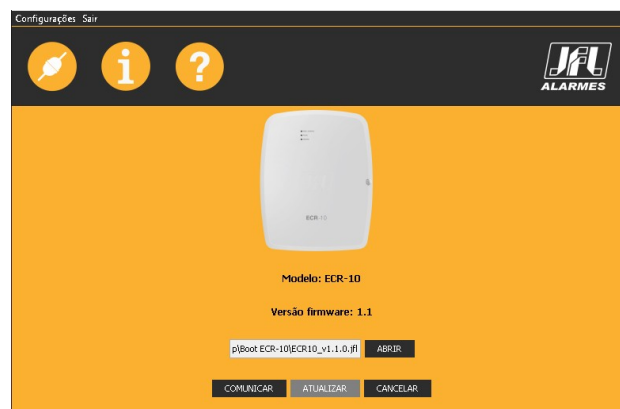 Configurações Sair
i
?
JFL
ALARMES
ECR-10
Modelo: ECR-10
Versão firmware: 1.1
p\Boot ECR-10\ECR10_v1.1.0.jfl ABRIR
COMUNICAR ATUALIZAR CANCELAR